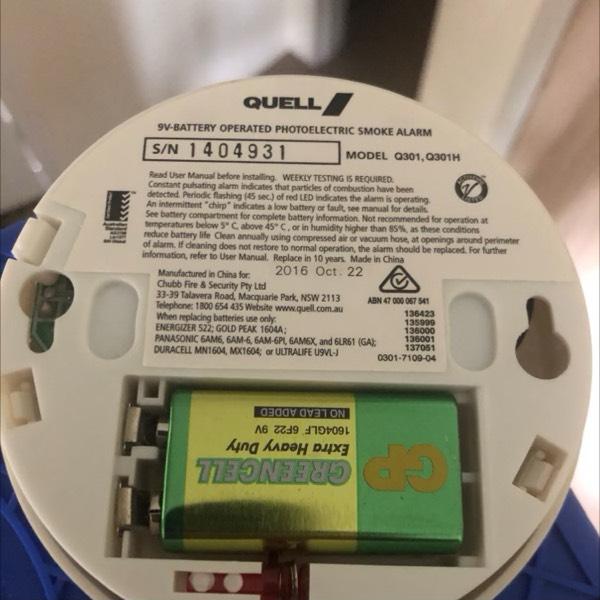 QUELL
9V-BATTERY OPERATED PHOTOELECTRIC SMOKE ALARM
S/N 1404931 MODEL Q301, Q301H
Read User Manual before installing. WEEKLY TESTING IS REQUIRED.
Constant pulsating alarm indicates that particles of combustion have been
detected. Periodic flashing (45 sec.) of red LED indicates the alarm is operating.
An intermittent "chirp" indicates a low battery or fault, see manual for details.
See battery compartment for complete battery information. Not recommended for operation at
temperatures below 5° C, above 45° C, or in humidity higher than 85%, as these conditions
reduce battery life Clean annually using compressed air or vacuum hose, at openings around perimeter
of alarm. If cleaning does not restore to normal operation, the alarm should be replaced. For further
information, refer to User Manual. Replace in 10 years. Made in China
Australian
Standard
Manufactured in China for: 2016 Oct. 22
Chubb Fire & Security Pty Ltd
33-39 Talavera Road, Macquarie Park, NSW 2113
Telephone: 1800 654 435 Website www.quell.com.au
When replacing batteries use only:
ENERGIZER 522; GOLD PEAK 1604A;
PANASONIC 6AM6, 6AM-6, 6AM-6PI, 6AM6X, and 6LR61 (GA);
DURACELL MN1604, MX1604; or ULTRALIFE U9VL-J
ABN 47 000 067 541
136423
135999
136000
136001
137051
0301-7109-04
GP
GREENCELL
Extra Heavy Duty
1604GLF 6F22 9V
NO LEAD ADDED